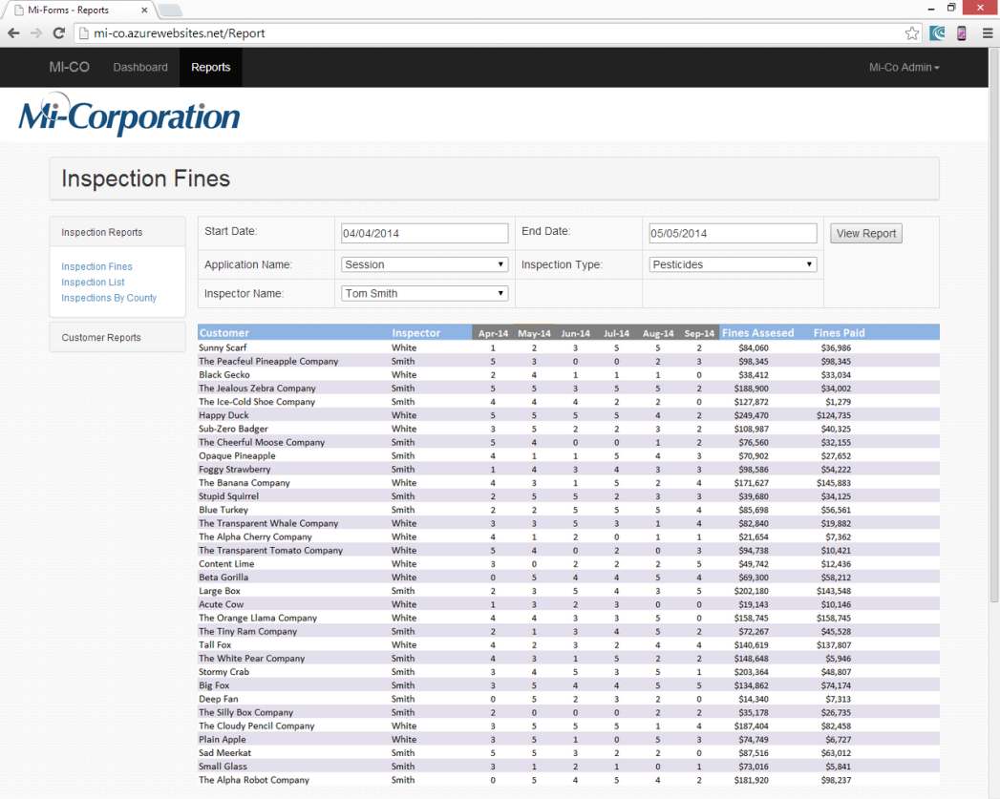 Mi-Forms - Reports
mi-co.azurewebsites.net/Report
MI-CO Dashboard Reports Mi-Co Admin
Mi-Corporation
Inspection Fines
Inspection Reports
Inspection Fines
Inspection List
Inspections By County
Customer Reports
Start Date: 04/04/2014 End Date: 05/05/2014 View Report
Application Name: Session Inspection Type: Pesticides
Inspector Name: Tom Smith
Customer Inspector Apr-14 May-14 Jun-14 Jul-14 Aug-14 Sep-14 Fines Assesed Fines Paid
Sunny Scarf White 1 2 3 5 5 2 $84,060 $36,986
The Peacfeul Pineapple Company Smith 5 3 0 0 2 3 $98,345 $98,345
Black Gecko White 2 4 1 1 1 0 $38,412 $33,034
The Jealous Zebra Company Smith 5 5 3 5 5 2 $188,900 $34,002
The Ice-Cold Shoe Company Smith 4 4 4 2 2 0 $127,872 $1,279
Happy Duck White 5 5 5 5 4 2 $249,470 $124,735
Sub-Zero Badger White 3 5 2 2 3 2 $108,987 $40,325
The Cheerful Moose Company Smith 5 4 0 0 1 2 $76,560 $32,155
Opaque Pineapple Smith 4 1 1 5 4 3 $70,902 $27,652
Foggy Strawberry Smith 1 4 3 4 3 3 $98,586 $54,222
The Banana Company White 4 3 1 5 2 4 $171,627 $145,883
Stupid Squirrel Smith 2 5 5 2 3 3 $39,680 $34,125
Blue Turkey Smith 2 2 5 5 5 4 $85,698 $56,561
The Transparent Whale Company White 3 3 5 3 1 4 $82,840 $19,882
The Alpha Cherry Company White 4 1 2 0 1 1 $21,654 $7,362
The Transparent Tomato Company White 5 4 0 2 0 3 $94,738 $10,421
Content Lime White 3 0 2 2 2 5 $49,742 $12,436
Beta Gorilla White 0 5 4 4 5 4 $69,300 $58,212
Large Box Smith 2 3 5 4 3 5 $202,180 $143,548
Acute Cow White 1 3 2 3 0 0 $19,143 $10,146
The Orange Llama Company White 4 4 3 3 5 0 $158,745 $158,745
The Tiny Ram Company Smith 2 1 3 4 5 2 $72,267 $45,528
Tall Fox White 4 2 3 2 4 4 $140,619 $137,807
The White Pear Company Smith 4 3 1 5 2 2 $148,648 $5,946
Stormy Crab Smith 3 4 5 3 5 1 $203,364 $48,807
Big Fox Smith 3 5 4 4 5 5 $134,862 $74,174
Deep Fan Smith 0 5 2 3 2 0 $14,340 $7,313
The Silly Box Company Smith 2 0 0 0 2 2 $35,178 $26,735
The Cloudy Pencil Company White 3 5 5 5 1 4 $187,404 $82,458
Plain Apple White 3 5 1 0 5 3 $74,749 $6,727
Sad Meerkat Smith 5 5 3 2 2 0 $87,516 $63,012
Small Glass Smith 3 1 2 1 0 1 $73,016 $5,841
The Alpha Robot Company Smith 0 5 4 5 4 2 $181,920 $98,237